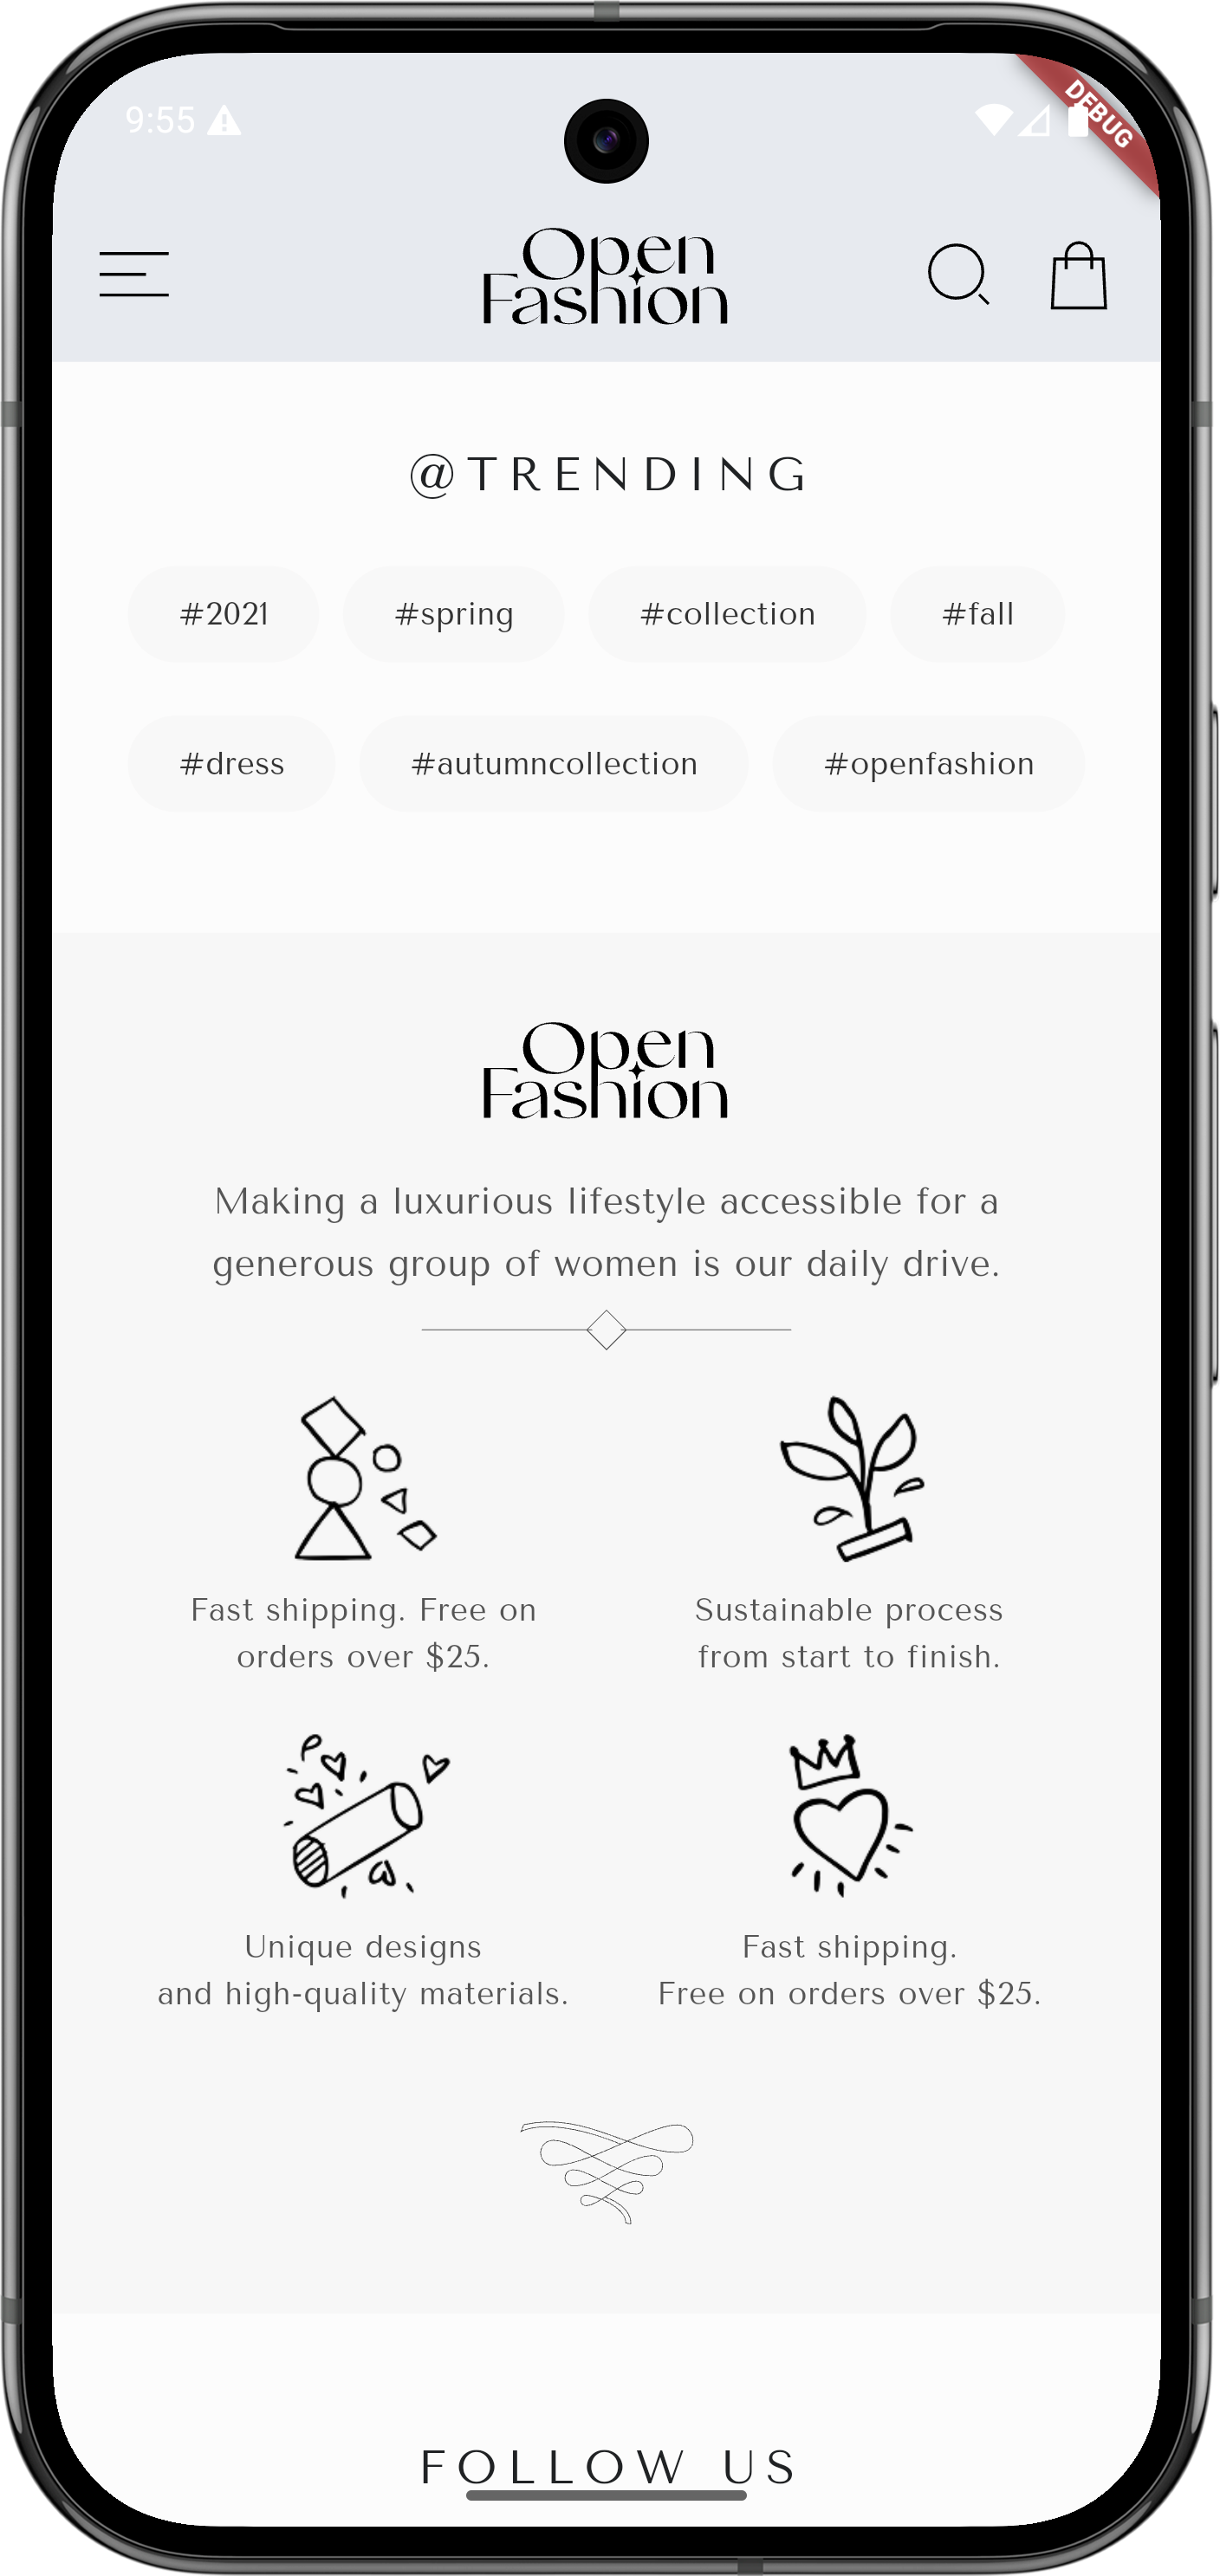 9:55
DEBUG
Open
Fashion
@TRENDING
#2021 #spring #collection #fall
#dress #autumncollection #openfashion
Open
Fashion
Making a luxurious lifestyle accessible for a
generous group of women is our daily drive.
Fast shipping. Free on
orders over $25.
Sustainable process
from start to finish.
Unique designs
and high-quality materials.
Fast shipping.
Free on orders over $25.
FOLLOW US